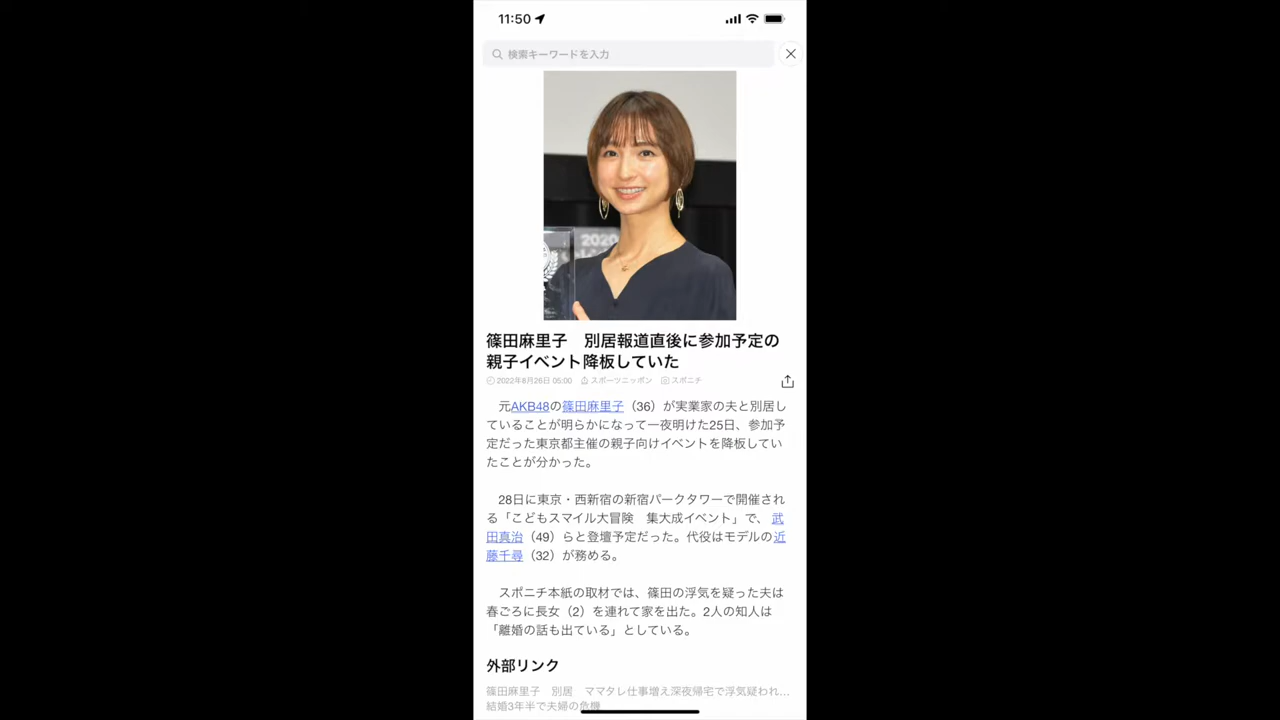 11:50
検索キーワードを入力
2020
篠田麻里子　別居報道直後に参加予定の
親子イベント降板していた
2022年8月26日 05:00 スポーツニッポン スポニチ
元AKB48の篠田麻里子（36）が実業家の夫と別居し
ていることが明らかになって一夜明けた25日、参加予
定だった東京都主催の親子向けイベントを降板してい
たことが分かった。
28日に東京・西新宿の新宿パークタワーで開催され
る「こどもスマイル大冒険　集大成イベント」で、武
田真治（49）らと登壇予定だった。代役はモデルの近
藤千尋（32）が務める。
スポニチ本紙の取材では、篠田の浮気を疑った夫は
春ごろに長女（2）を連れて家を出た。2人の知人は
「離婚の話も出ている」としている。
外部リンク
篠田麻里子　別居　ママタレ仕事増え深夜帰宅で浮気疑われ...
結婚3年半で夫婦の危機